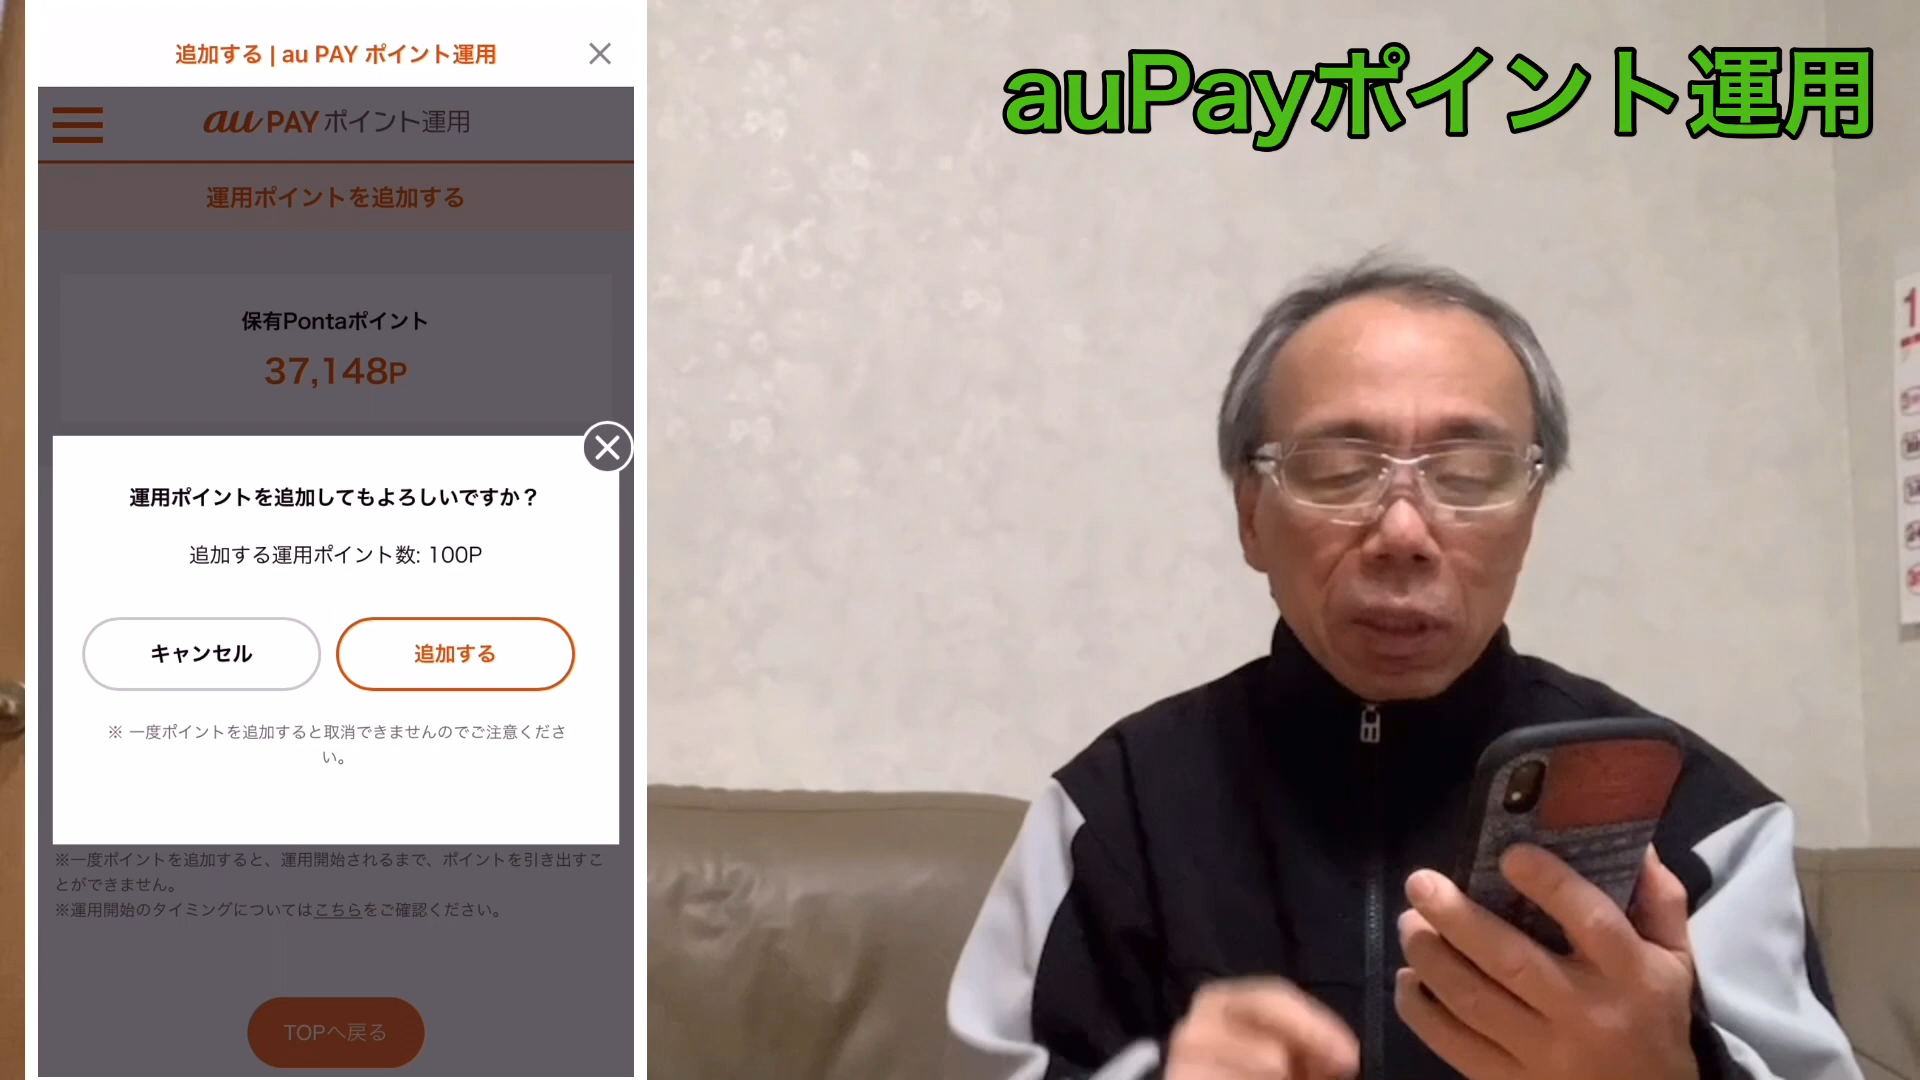 追加する | au PAY ポイント運用
au PAY ポイント運用
運用ポイントを追加する
保有Pontaポイント
37,148P
運用ポイントを追加してもよろしいですか？
追加する運用ポイント数: 100P
キャンセル
追加する
※ 一度ポイントを追加すると取消できませんのでご注意くださ
い。
※一度ポイントを追加すると、運用開始されるまで、ポイントを引き出すこ
とができません。
※運用開始のタイミングについてはこちらをご確認ください。
TOPへ戻る
auPayポイント運用
1